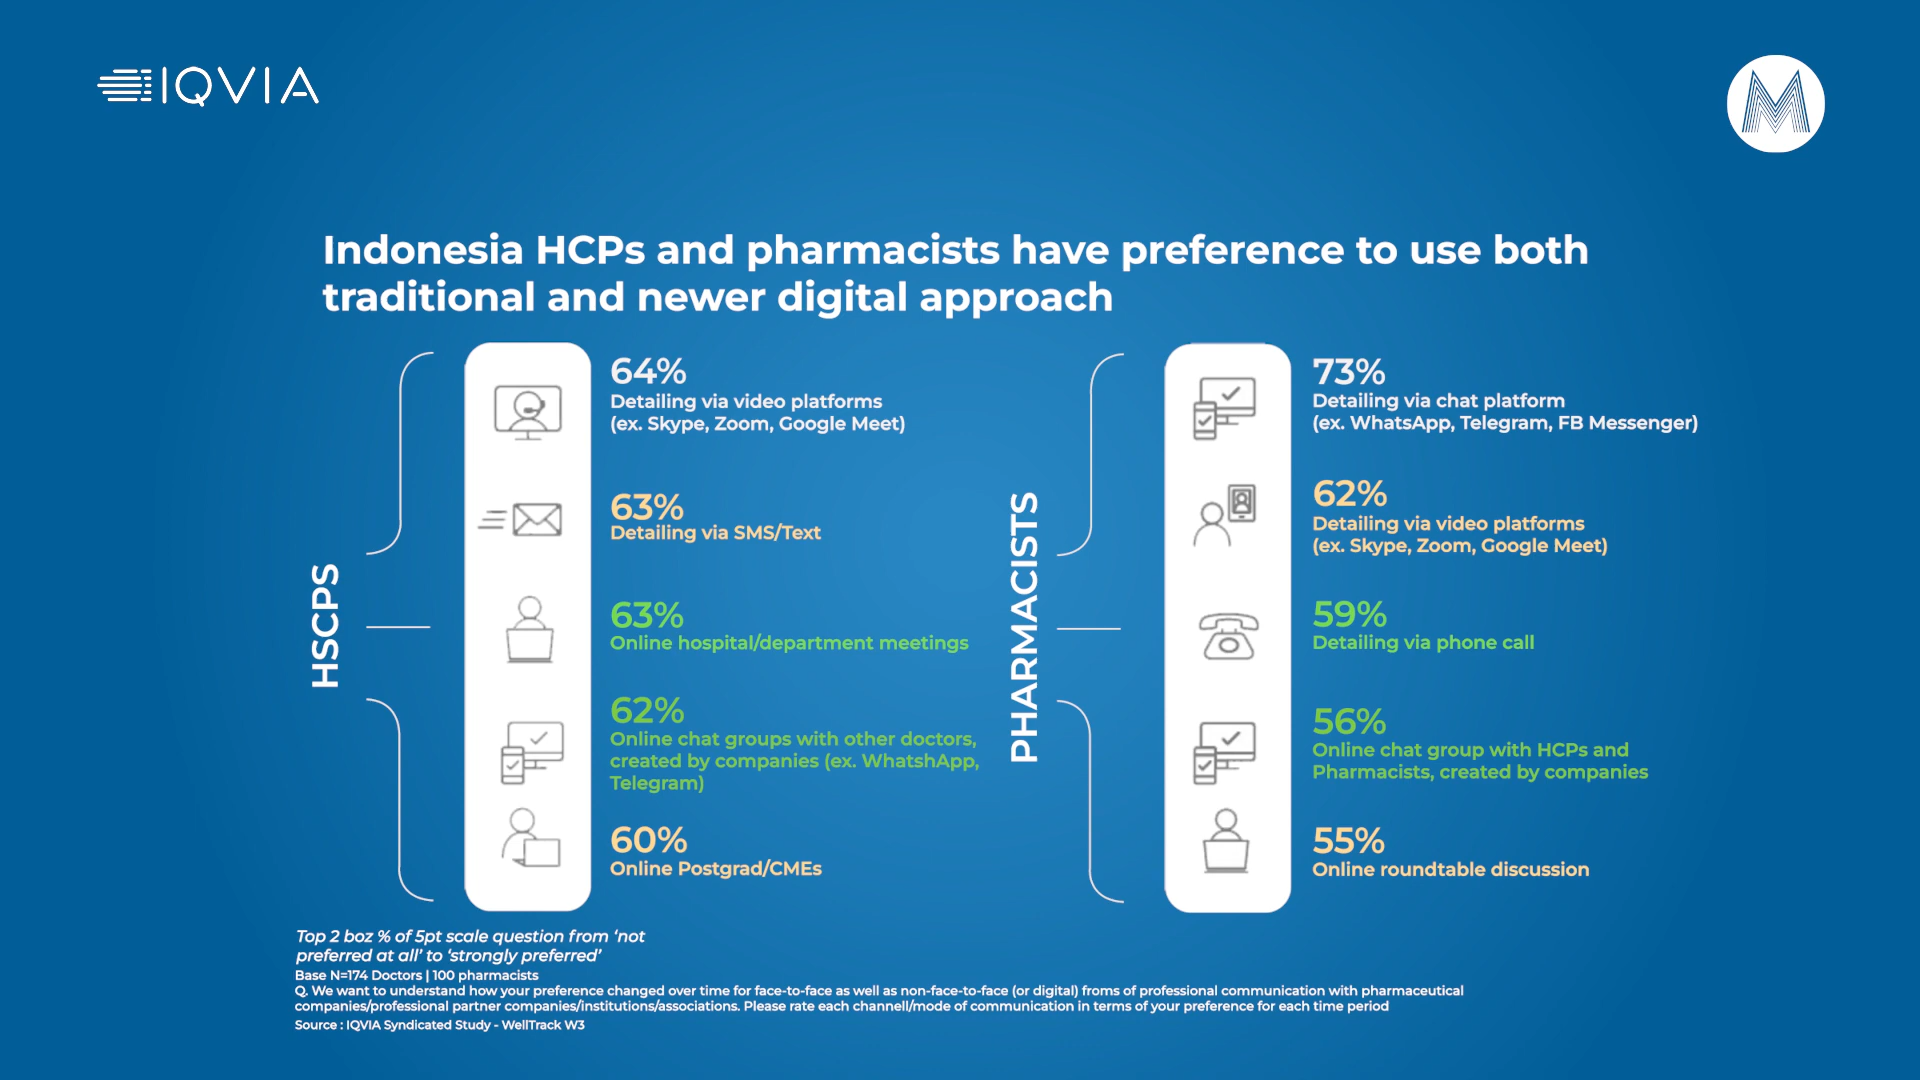 IQVIA
M
Indonesia HCPs and pharmacists have preference to use both
traditional and newer digital approach
HSCPS
64%
Detailing via video platforms
(ex. Skype, Zoom, Google Meet)
63%
Detailing via SMS/Text
63%
Online hospital/department meetings
62%
Online chat groups with other doctors,
created by companies (ex. WhatshApp,
Telegram)
60%
Online Postgrad/CMEs
PHARMACISTS
73%
Detailing via chat platform
(ex. WhatsApp, Telegram, FB Messenger)
62%
Detailing via video platforms
(ex. Skype, Zoom, Google Meet)
59%
Detailing via phone call
56%
Online chat group with HCPs and
Pharmacists, created by companies
55%
Online roundtable discussion
Top 2 boz % of 5pt scale question from ‘not
preferred at all’ to ‘strongly preferred’
Base N=174 Doctors | 100 pharmacists
Q. We want to understand how your preference changed over time for face-to-face as well as non-face-to-face (or digital) froms of professional communication with pharmaceutical
companies/professional partner companies/institutions/associations. Please rate each channel/mode of communication in terms of your preference for each time period
Source : IQVIA Syndicated Study - WellTrack W3